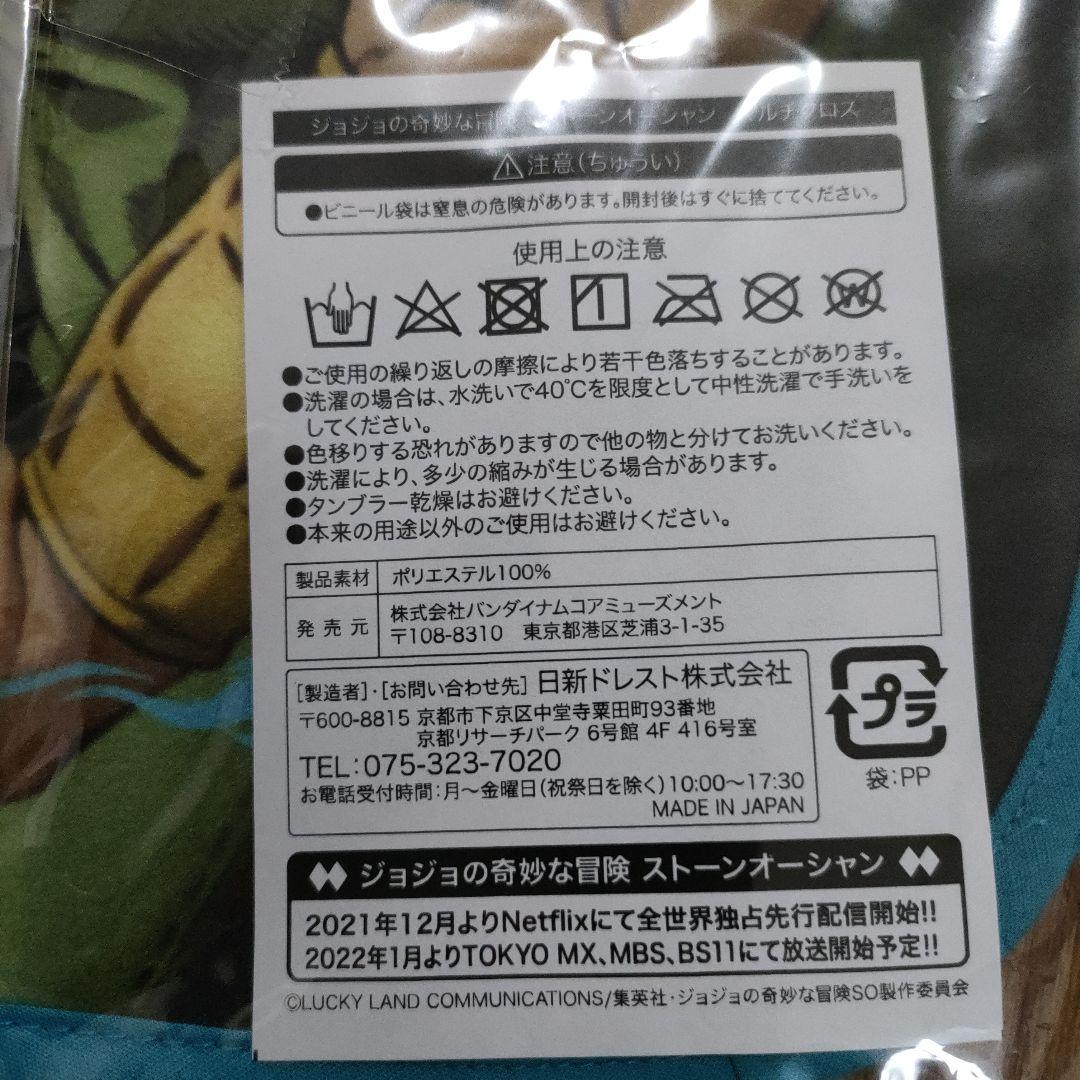 ジョジョの奇妙な冒険 ストーンオーシャン マルチクロス
注意(ちゅうい)
●ビニール袋は窒息の危険があります。開封後はすぐに捨ててください。
使用上の注意
●ご使用の繰り返しの摩擦により若干色落ちすることがあります。
●洗濯の場合は、水洗いで40℃を限度として中性洗濯で手洗いを
してください。
●色移りする恐れがありますので他の物と分けてお洗いください。
●洗濯により、多少の縮みが生じる場合があります。
●タンブラー乾燥はお避けください。
●本来の用途以外のご使用はお避けください。
製品素材 ポリエステル100%
発売元 株式会社バンダイナムコアミューズメント
〒108-8310 東京都港区芝浦3-1-35
[製造者]・[お問い合わせ先] 日新ドレスト株式会社
〒600-8815 京都市下京区中堂寺粟田町93番地
京都リサーチパーク 6号館 4F 416号室
TEL:075-323-7020
お電話受付時間:月〜金曜日(祝祭日を除く)10:00〜17:30
MADE IN JAPAN
プラ
袋:PP
ジョジョの奇妙な冒険 ストーンオーシャン
2021年12月よりNetflixにて全世界独占先行配信開始!!
2022年1月よりTOKYO MX、MBS、BS11にて放送開始予定!!
©LUCKY LAND COMMUNICATIONS/集英社・ジョジョの奇妙な冒険SO製作委員会